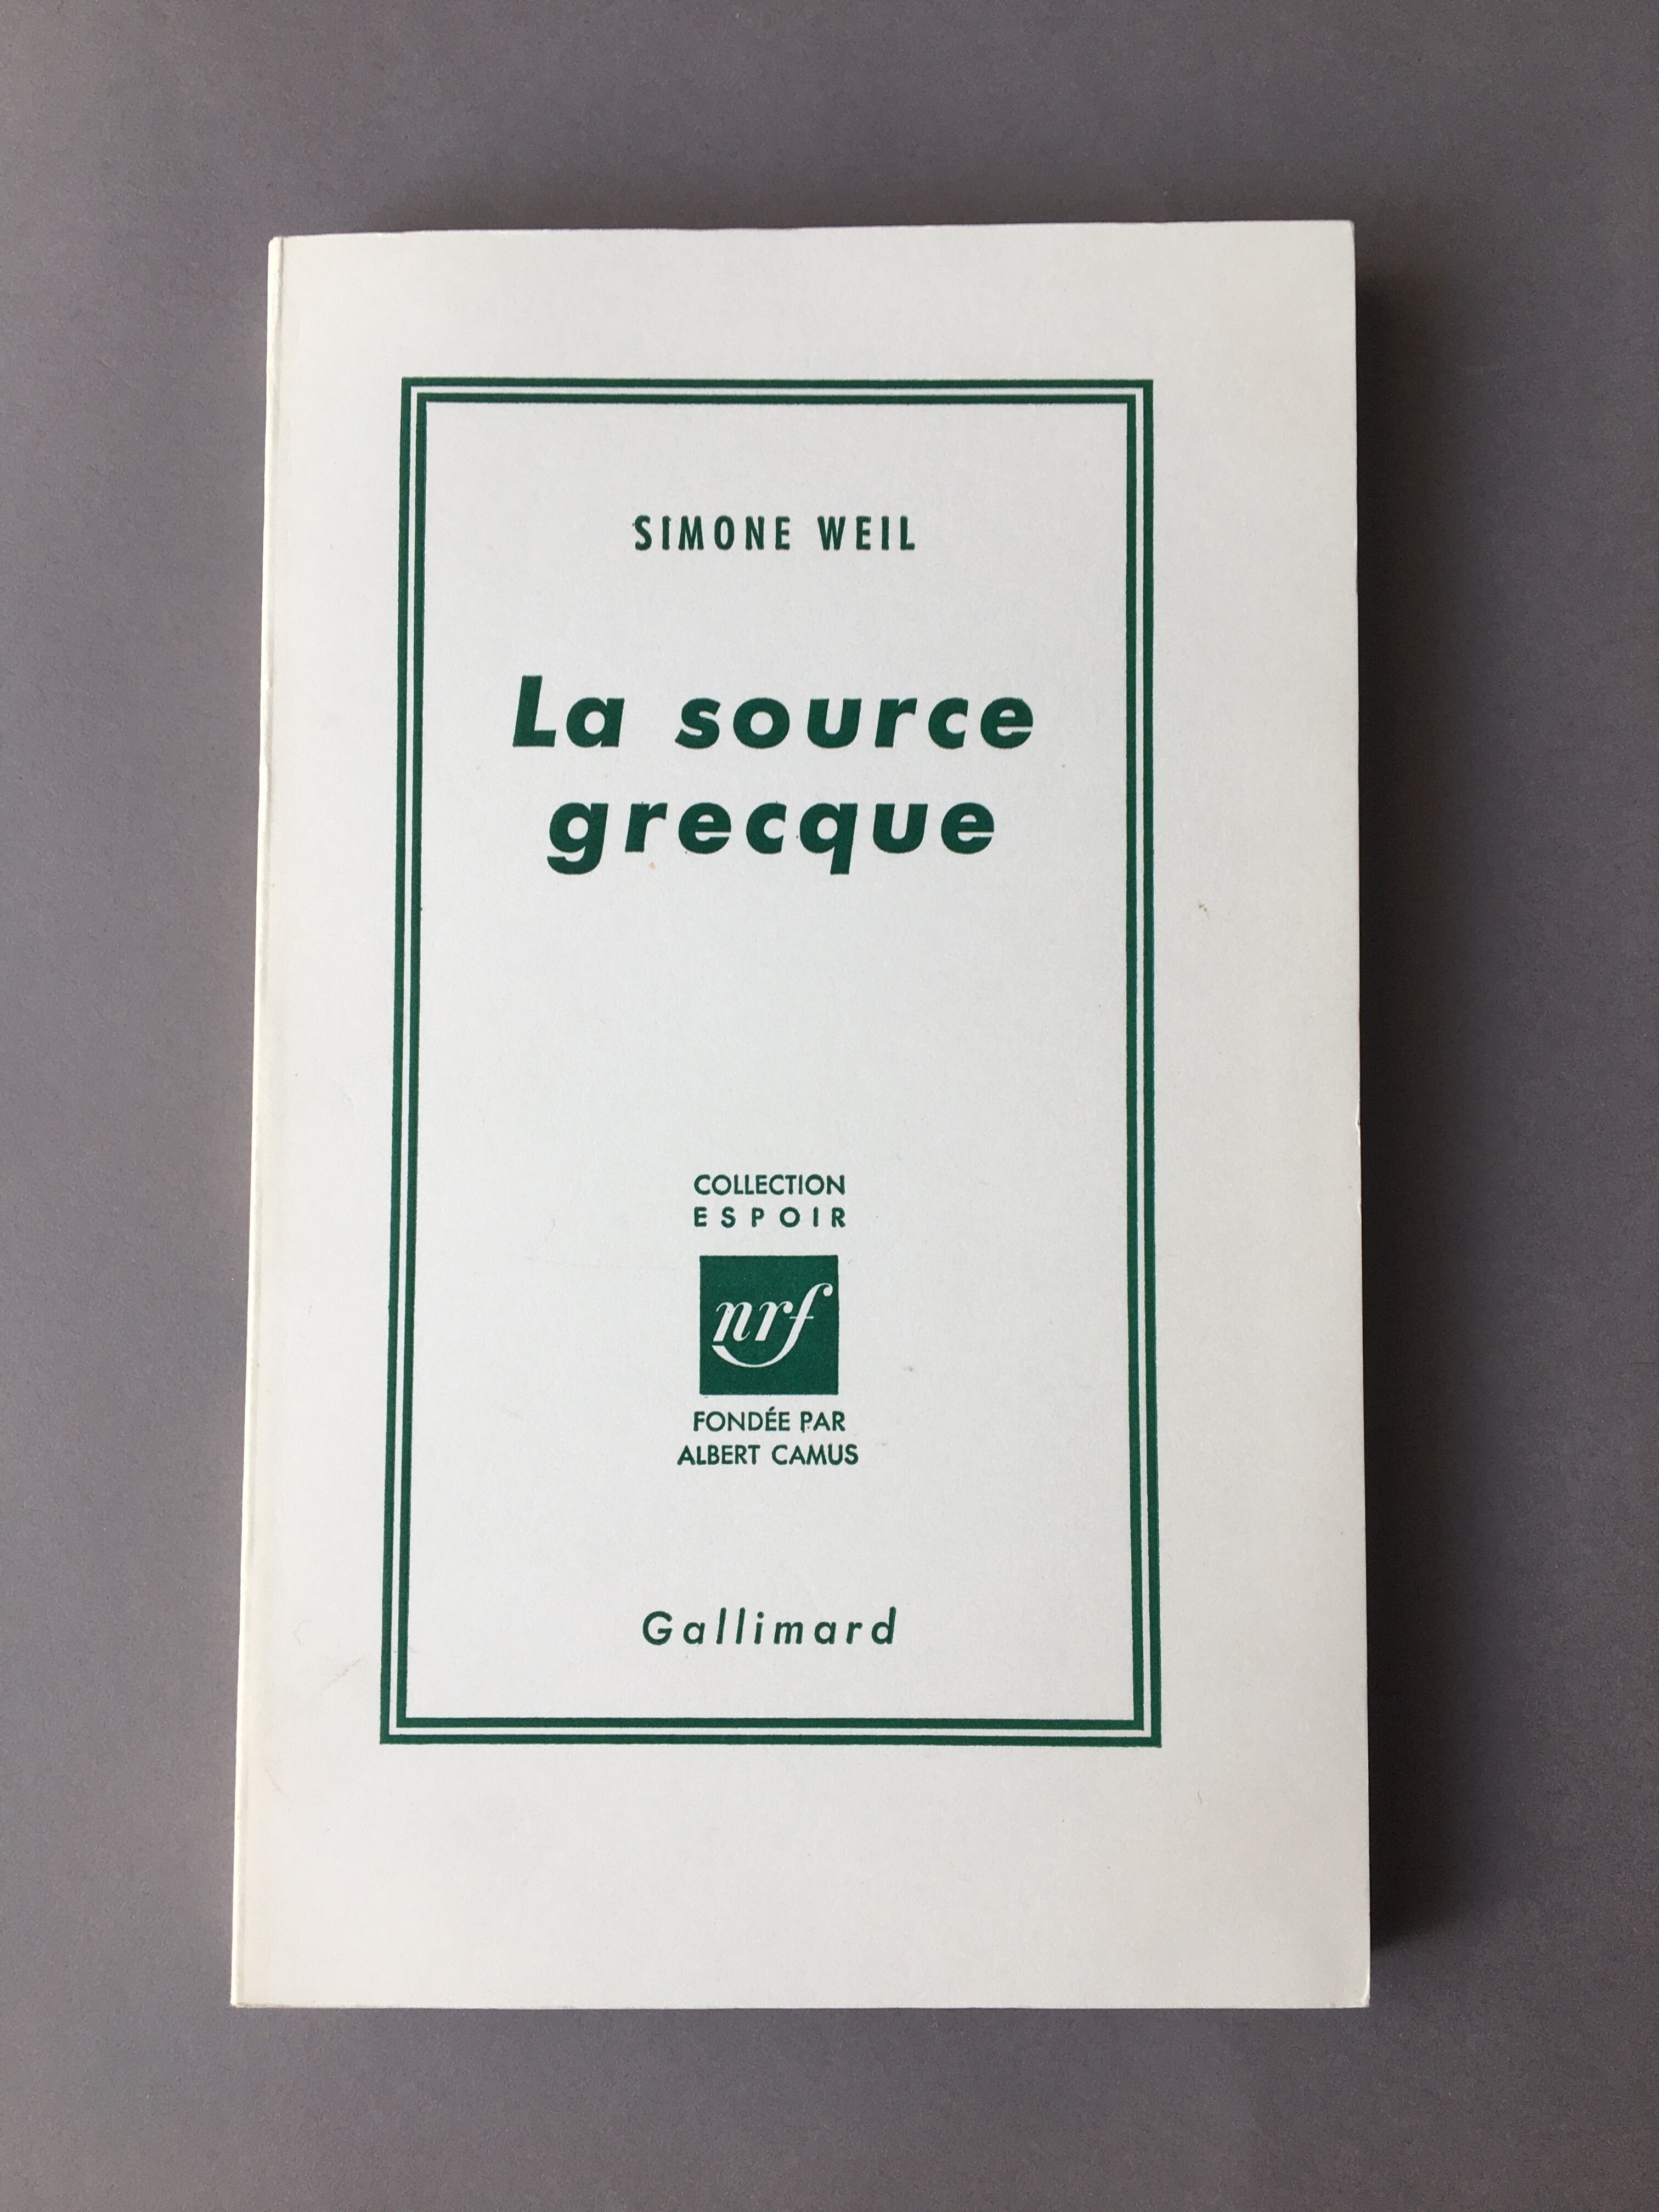 SIMONE WEIL
La source
grecque
COLLECTION
ESPOIR
nrf
FONDÉE PAR
ALBERT CAMUS
Gallimard